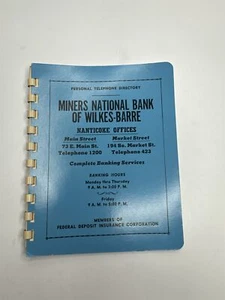 PERSONAL TELEPHONE DIRECTORY
MINERS NATIONAL BANK
OF WILKES-BARRE
NANTICOKE OFFICES
Main Street Market Street
73 E. Main St. 194 So. Market St.
Telephone 1300 Telephone 423
Complete Banking Services
BANKING HOURS
Monday thru Thursday
9 A. M. to 3:00 P. M.
Friday
9 A. M. to 5:00 P. M.
MEMBERS OF
FEDERAL DEPOSIT INSURANCE CORPORATION